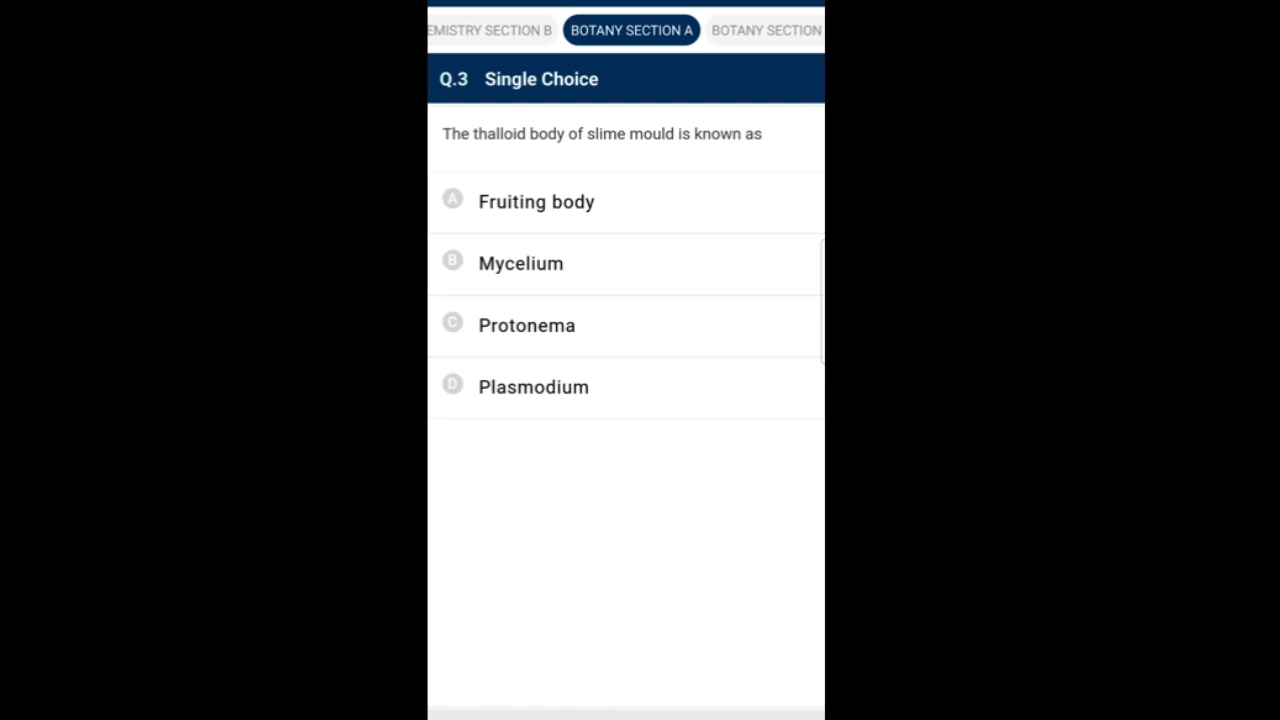 EMISTRY SECTION B BOTANY SECTION A BOTANY SECTION
Q.3 Single Choice
The thalloid body of slime mould is known as
A Fruiting body
B Mycelium
C Protonema
D Plasmodium